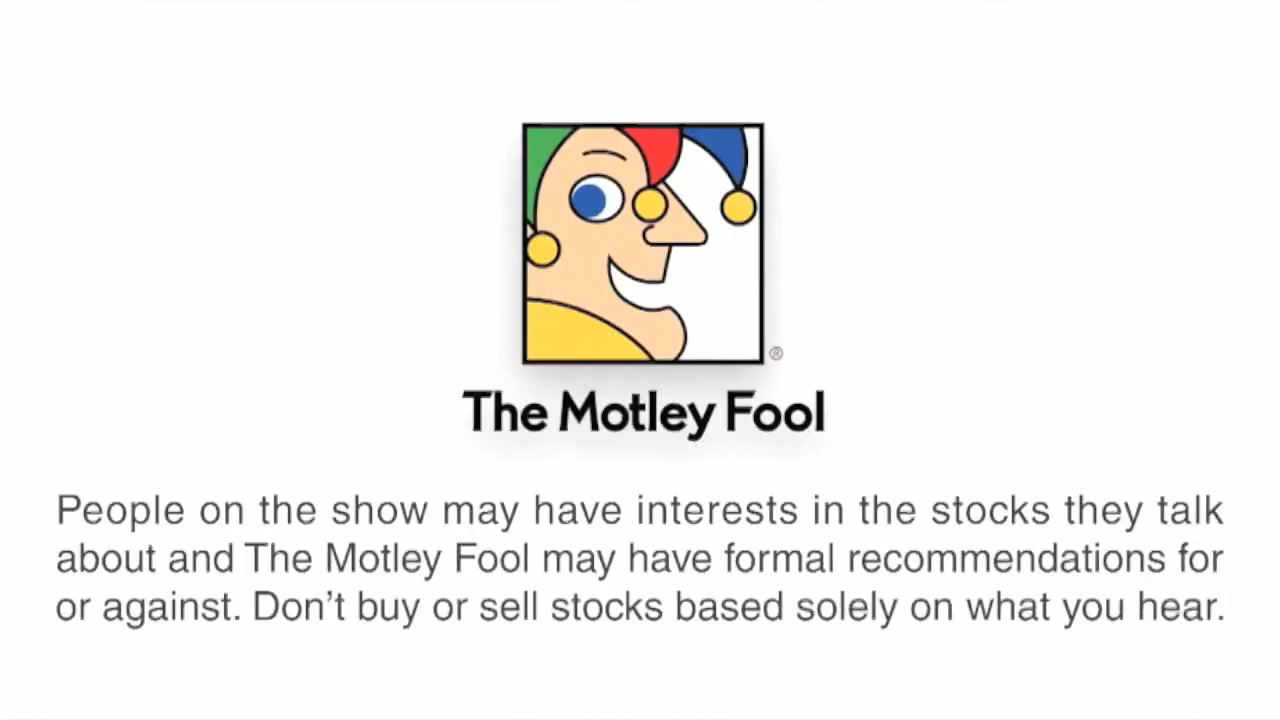 ®
The Motley Fool
People on the show may have interests in the stocks they talk
about and The Motley Fool may have formal recommendations for
or against. Don’t buy or sell stocks based solely on what you hear.